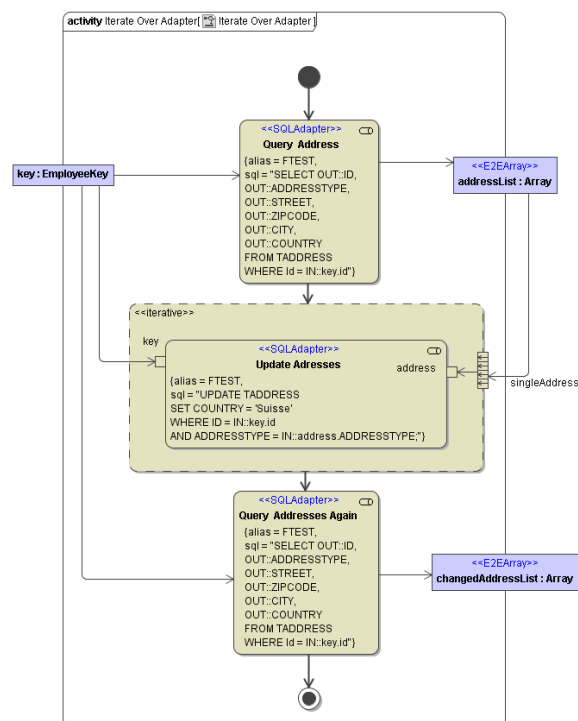 activity Iterate Over Adapter[ Iterate Over Adapter ]
<<SQLAdapter>>
Query Address
{alias = FTEST,
sql = "SELECT OUT::ID,
OUT::ADDRESSTYPE,
OUT::STREET,
OUT::ZIPCODE,
OUT::CITY,
OUT::COUNTRY
FROM TADDRESS
WHERE Id = IN::key.id"}
key : EmployeeKey
<<E2EArray>>
addressList : Array
<<iterative>>
key
<<SQLAdapter>>
Update Adresses
address
{alias = FTEST,
sql = "UPDATE TADDRESS
SET COUNTRY = 'Suisse'
WHERE ID = IN::key.id
AND ADDRESSTYPE = IN::address.ADDRESSTYPE;"}
singleAddress
<<SQLAdapter>>
Query Addresses Again
{alias = FTEST,
sql = "SELECT OUT::ID,
OUT::ADDRESSTYPE,
OUT::STREET,
OUT::ZIPCODE,
OUT::CITY,
OUT::COUNTRY
FROM TADDRESS
WHERE Id = IN::key.id"}
<<E2EArray>>
changedAddressList : Array